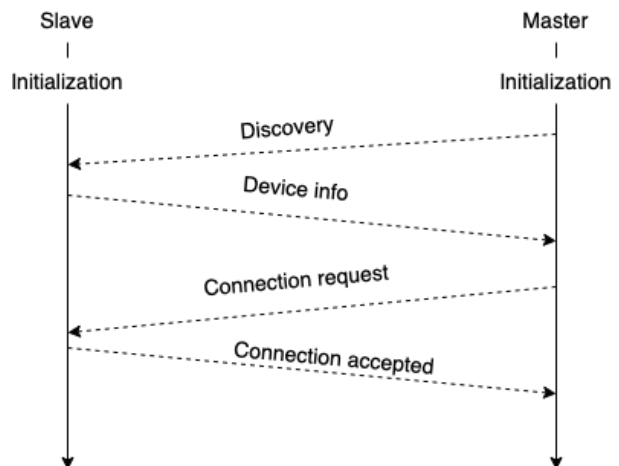 Slave
Master
Initialization
Initialization
Discovery
Device info
Connection request
Connection accepted